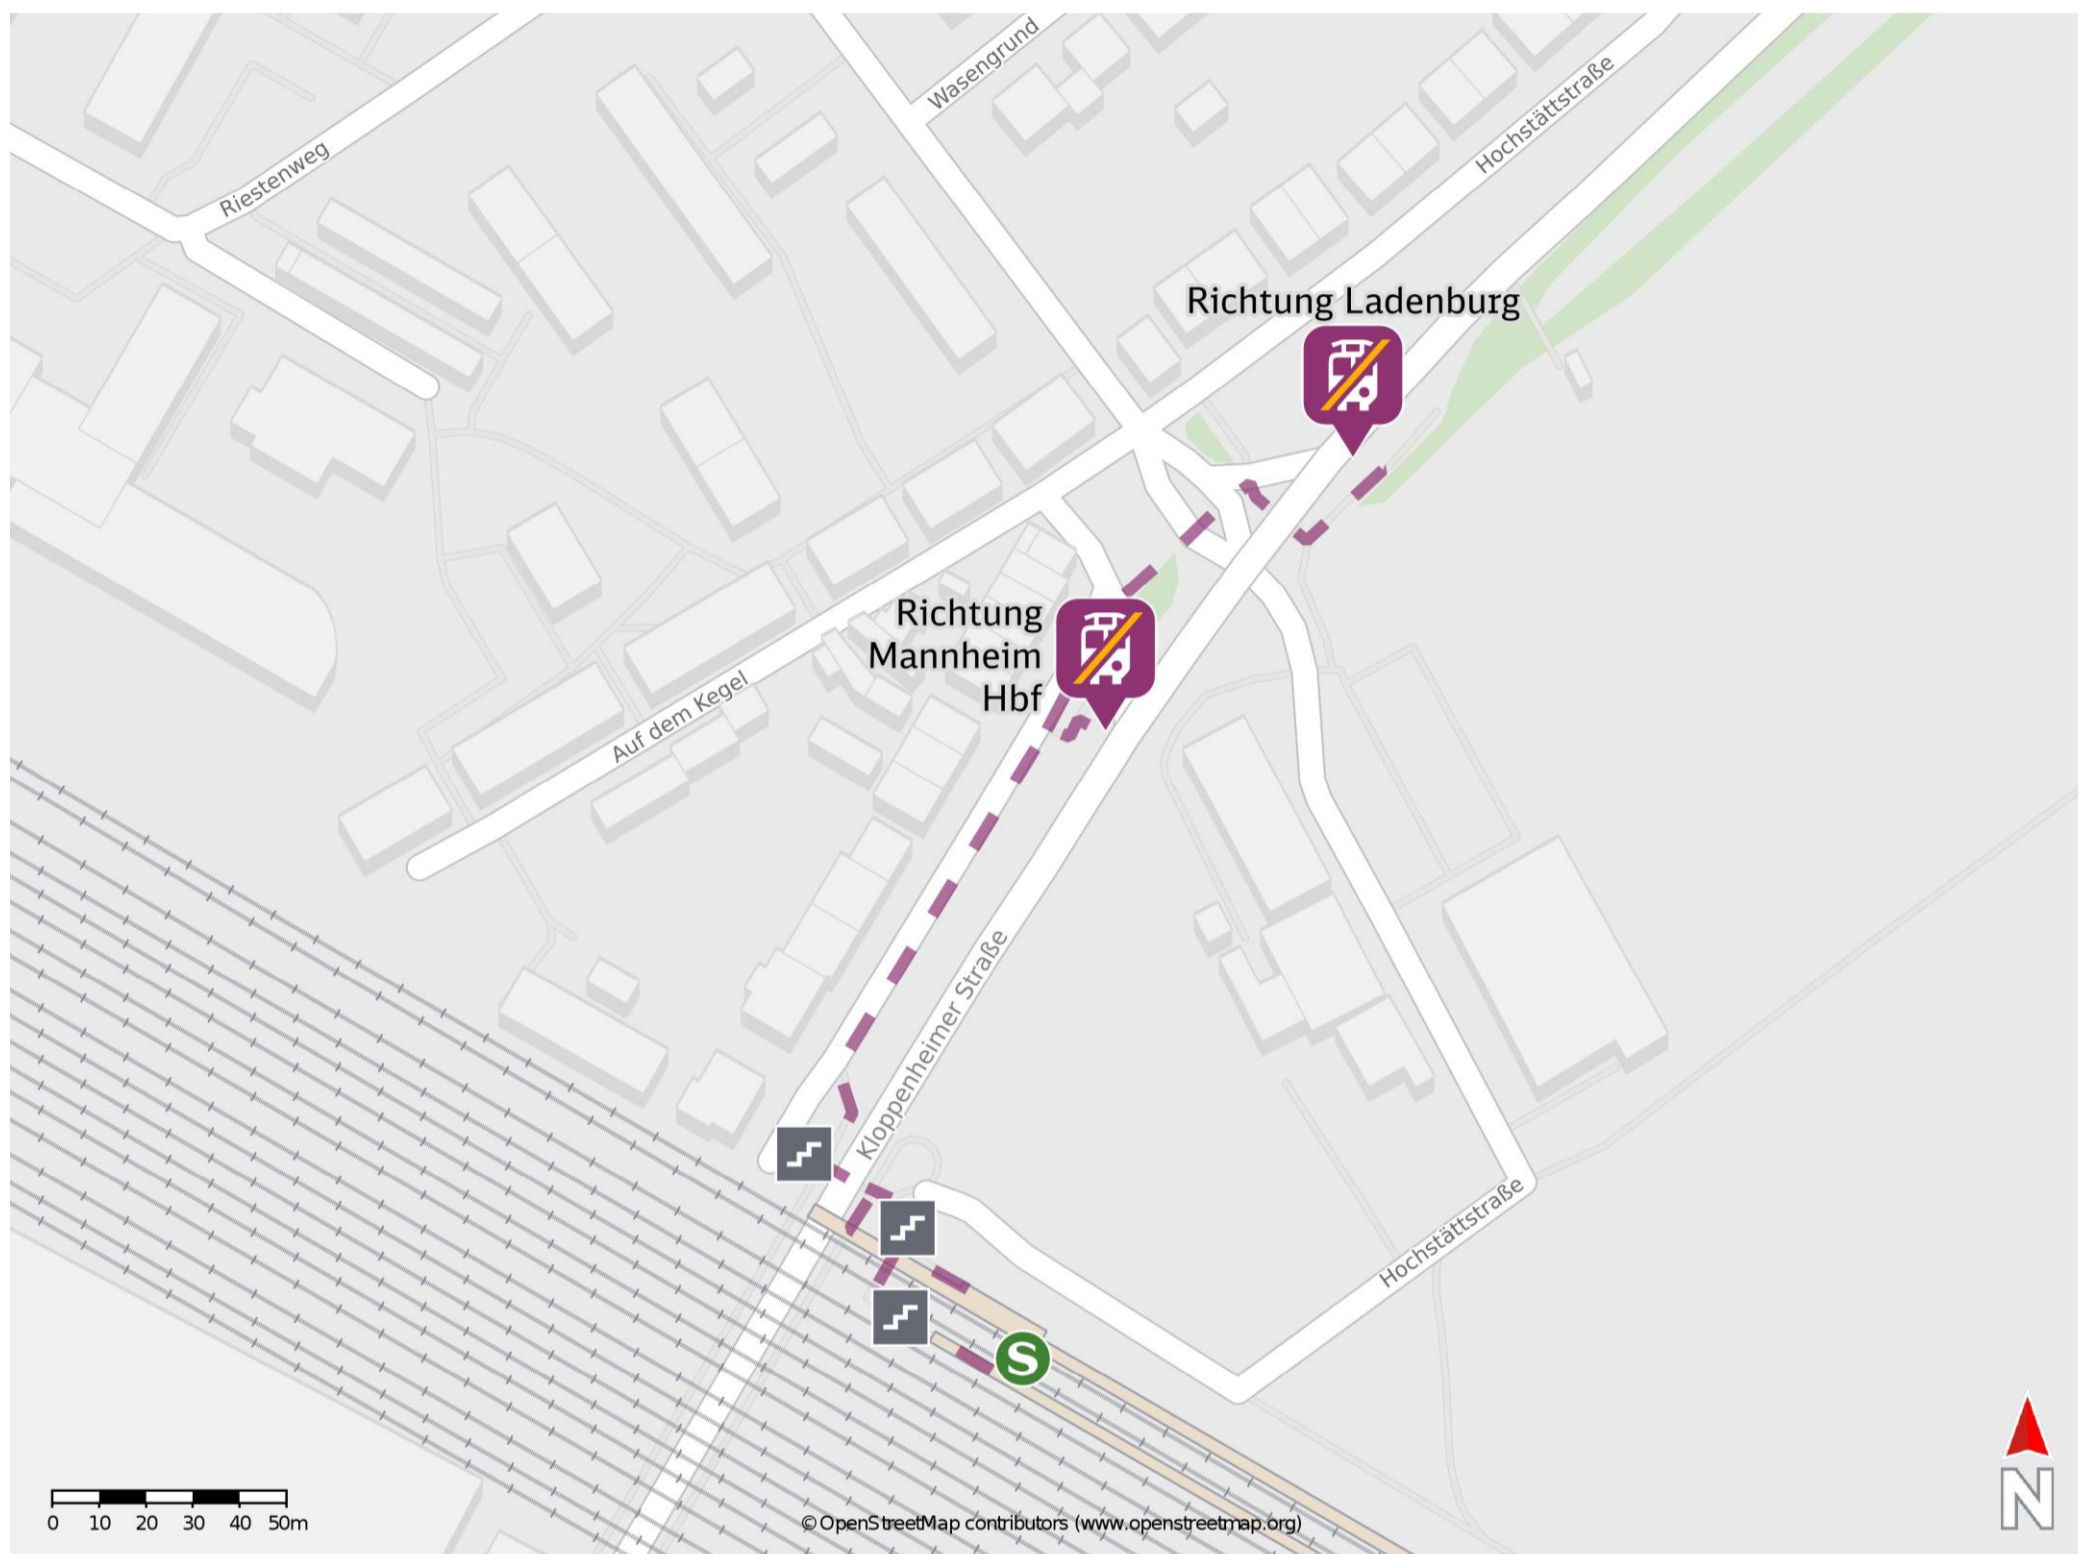 Wasengrund
Hochstättstraße
Riestenweg
Richtung Ladenburg
Richtung
Mannheim
Hbf
Auf dem Kegel
Kloppenheimer Straße
Hochstättstraße
S
0 10 20 30 40 50m
© OpenStreetMap contributors (www.openstreetmap.org)
N